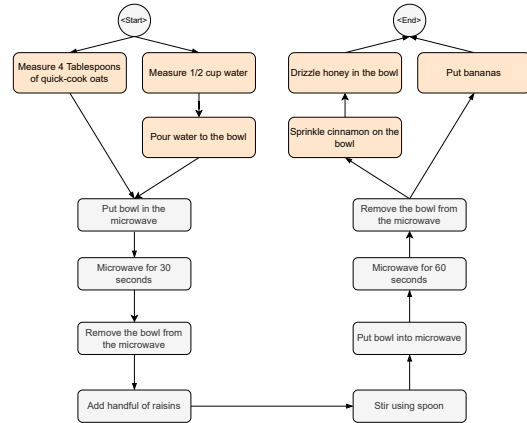 <Start>
Measure 4 Tablespoons
of quick-cook oats
Measure 1/2 cup water
Pour water to the bowl
Put bowl in the
microwave
Microwave for 30
seconds
Remove the bowl from
the microwave
Add handful of raisins
Stir using spoon
Put bowl into microwave
Microwave for 60
seconds
Remove the bowl from
the microwave
Sprinkle cinnamon on the
bowl
Drizzle honey in the bowl
Put bananas
<End>